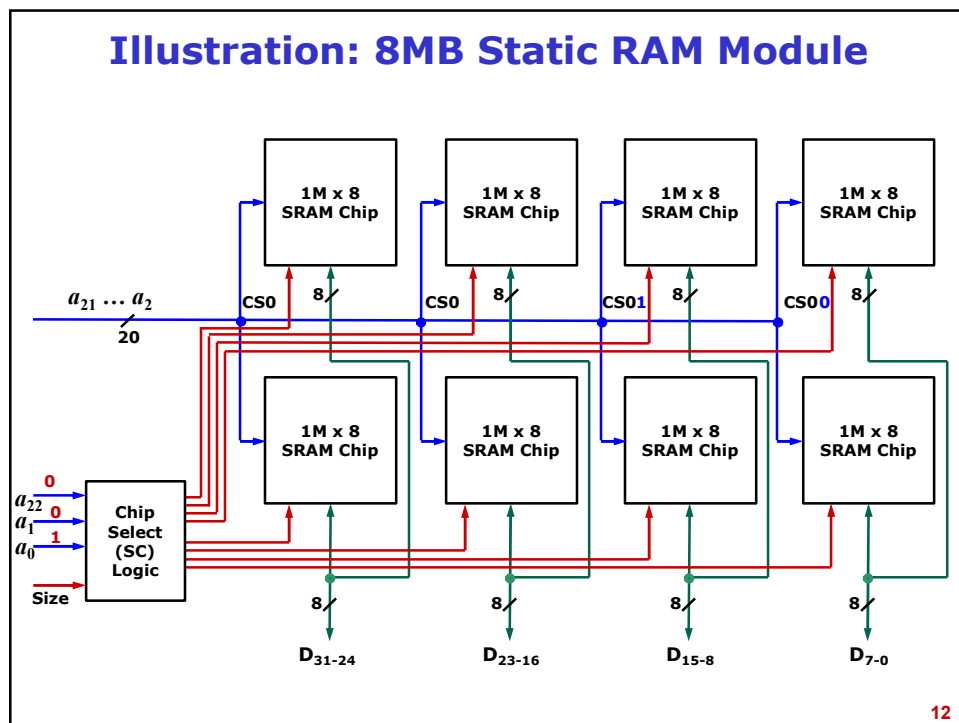 Illustration: 8MB Static RAM Module
1M x 8
SRAM Chip
1M x 8
SRAM Chip
1M x 8
SRAM Chip
1M x 8
SRAM Chip
a21 … a2
20
CS0
8
CS0
8
CS01
8
CS00
8
1M x 8
SRAM Chip
1M x 8
SRAM Chip
1M x 8
SRAM Chip
1M x 8
SRAM Chip
0
a22
0
a1
1
a0
Size
Chip
Select
(SC)
Logic
8
8
8
8
D31-24
D23-16
D15-8
D7-0
12